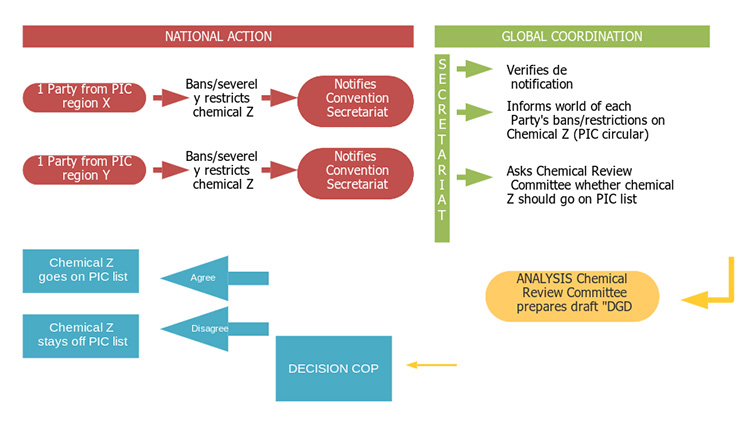 NATIONAL ACTION
1 Party from PIC
region X
Bans/severel
y restricts
chemical Z
Notifies
Convention
Secretariat
1 Party from PIC
region Y
Bans/severel
y restricts
chemical Z
Notifies
Convention
Secretariat
GLOBAL COORDINATION
S
E
C
R
E
T
A
R
I
A
T
Verifies de
notification
Informs world of each
Party's bans/restrictions on
Chemical Z (PIC circular)
Asks Chemical Review
Committee whether chemical
Z should go on PIC list
ANALYSIS Chemical
Review Committee
prepares draft "DGD
DECISION COP
Agree
Chemical Z
goes on PIC list
Disagree
Chemical Z
stays off PIC list